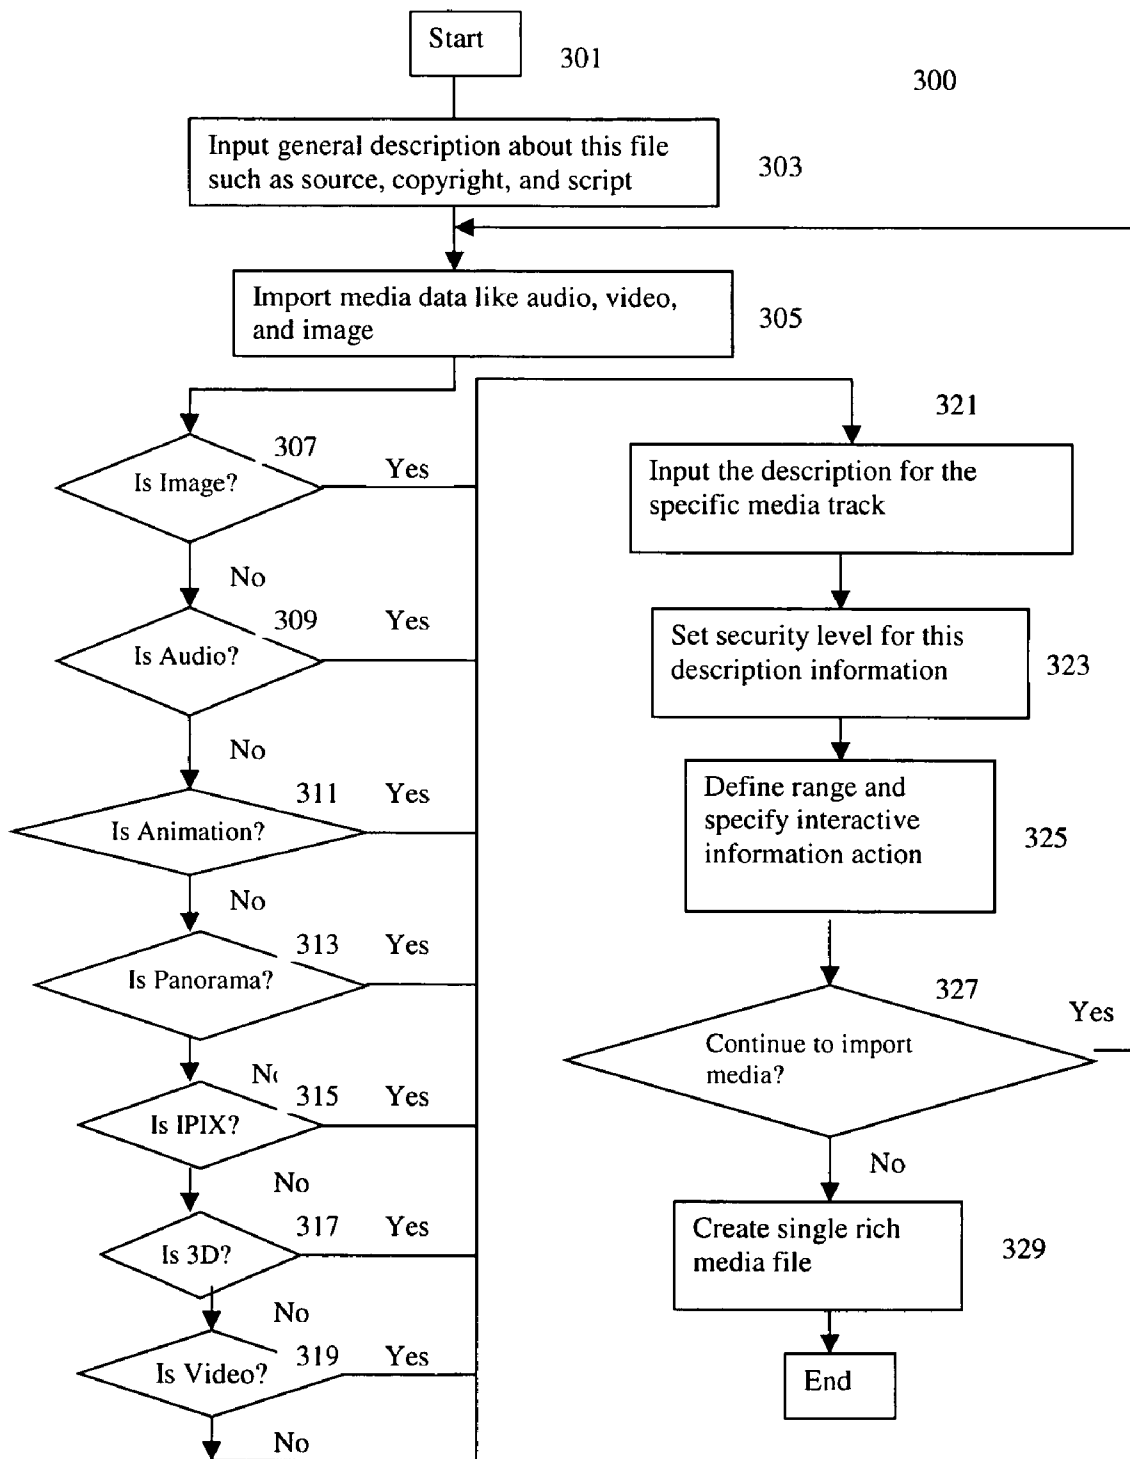 Start
301
300
Input general description about this file
such as source, copyright, and script
303
Import media data like audio, video,
and image
305
307
Is Image?
Yes
No
309
Is Audio?
Yes
No
311
Is Animation?
Yes
No
313
Is Panorama?
Yes
315
Is IPIX?
Yes
No
317
Is 3D?
Yes
No
319
Is Video?
Yes
No
321
Input the description for the
specific media track
Set security level for this
description information
323
Define range and
specify interactive
information action
325
327
Continue to import
media?
Yes
No
Create single rich
media file
329
End